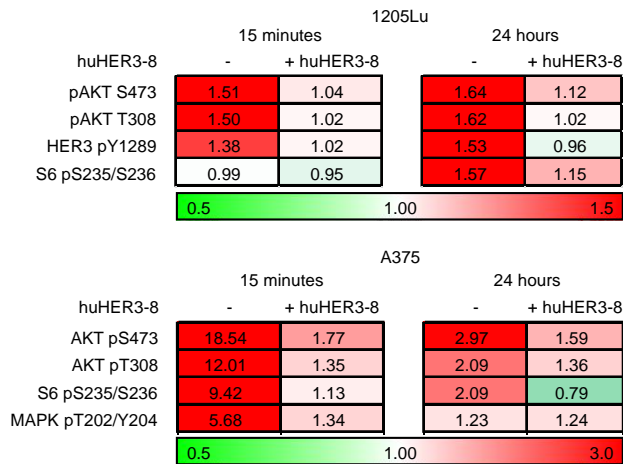 1205Lu
15 minutes 24 hours
huHER3-8 - + huHER3-8 - + huHER3-8
pAKT S473 1.51 1.04 1.64 1.12
pAKT T308 1.50 1.02 1.62 1.02
HER3 pY1289 1.38 1.02 1.53 0.96
S6 pS235/S236 0.99 0.95 1.57 1.15
0.5 1.00 1.5
A375
15 minutes 24 hours
huHER3-8 - + huHER3-8 - + huHER3-8
AKT pS473 18.54 1.77 2.97 1.59
AKT pT308 12.01 1.35 2.09 1.36
S6 pS235/S236 9.42 1.13 2.09 0.79
MAPK pT202/Y204 5.68 1.34 1.23 1.24
0.5 1.00 3.0